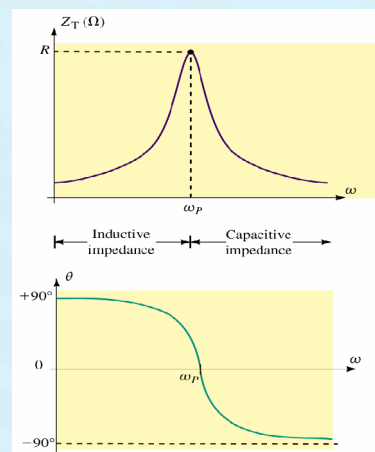 Z_T (Ω)
R
ω
ω_P
Inductive impedance
Capacitive impedance
θ
+90°
0
ω
ω_P
−90°